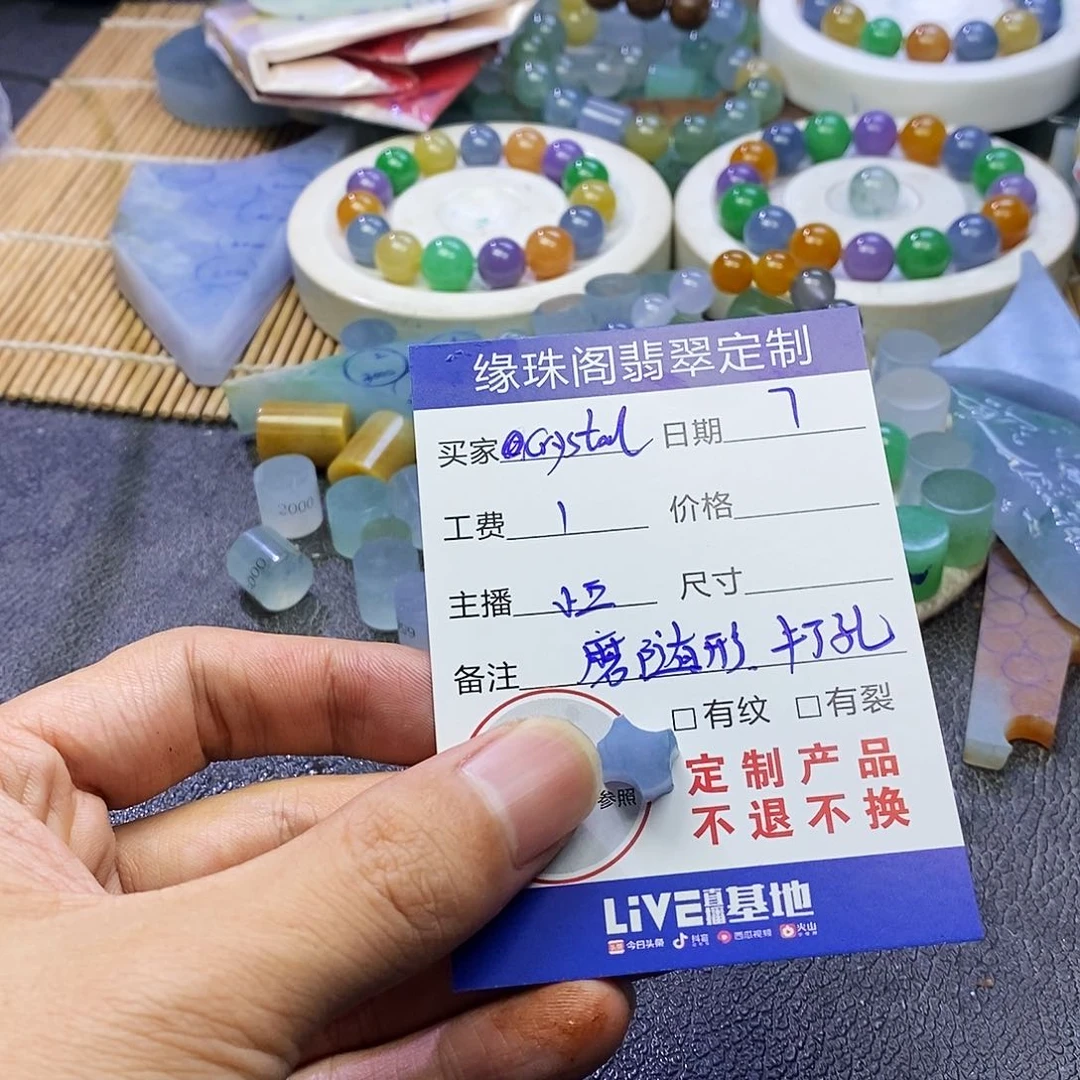 缘珠阁翡翠定制
买家 @Crystal 日期 7
工费 1 价格
主播 小五 尺寸
备注 磨随形 打孔
□有纹 □有裂
参照
定制产品
不退不换
LiVE直播基地
今日头条 抖音 西瓜视频 火山
2000